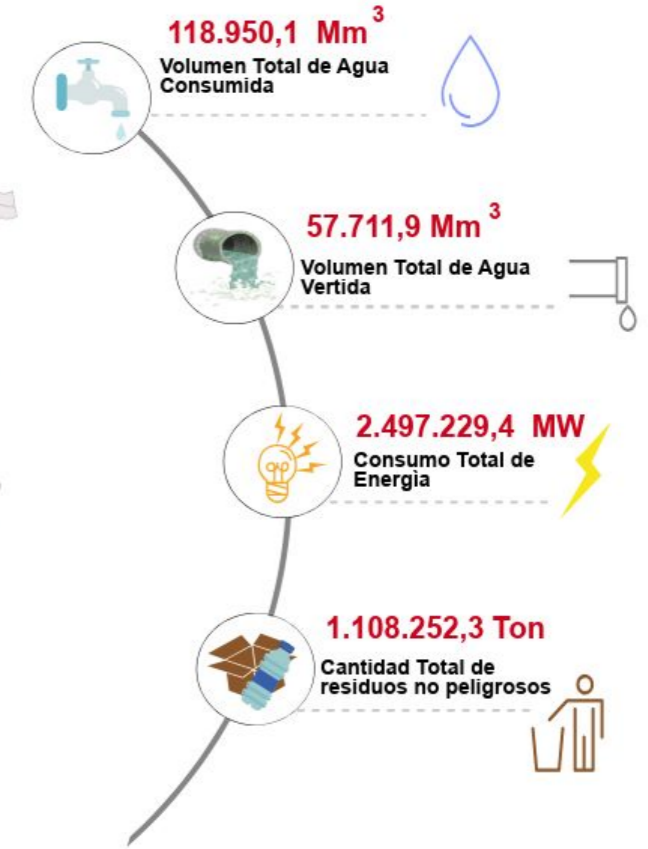 118.950,1 Mm³
Volumen Total de Agua
Consumida
57.711,9 Mm³
Volumen Total de Agua
Vertida
2.497.229,4 MW
Consumo Total de
Energìa
1.108.252,3 Ton
Cantidad Total de
residuos no peligrosos